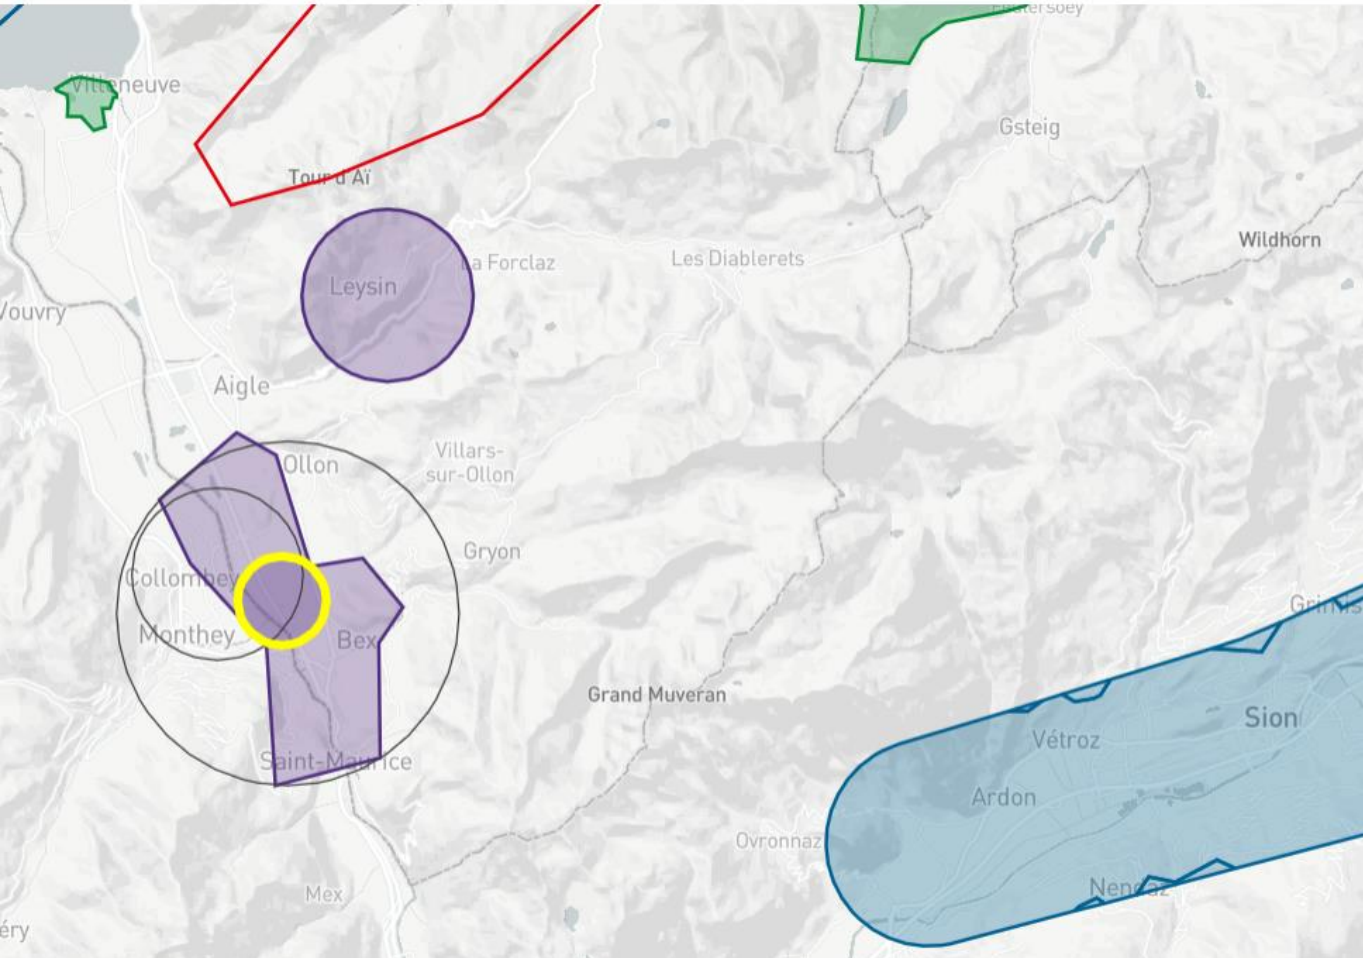 Villeneuve
Gsteig
Tour d'Aï
Wildhorn
Leysin
La Forclaz
Les Diablerets
Vouvry
Aigle
Villars-
sur-Ollon
Ollon
Gryon
Collombey
Monthey
Bex
Grand Muveran
Sion
Vétroz
Saint-Maurice
Ardon
Ovronnaz
Mex
Nendaz
éry